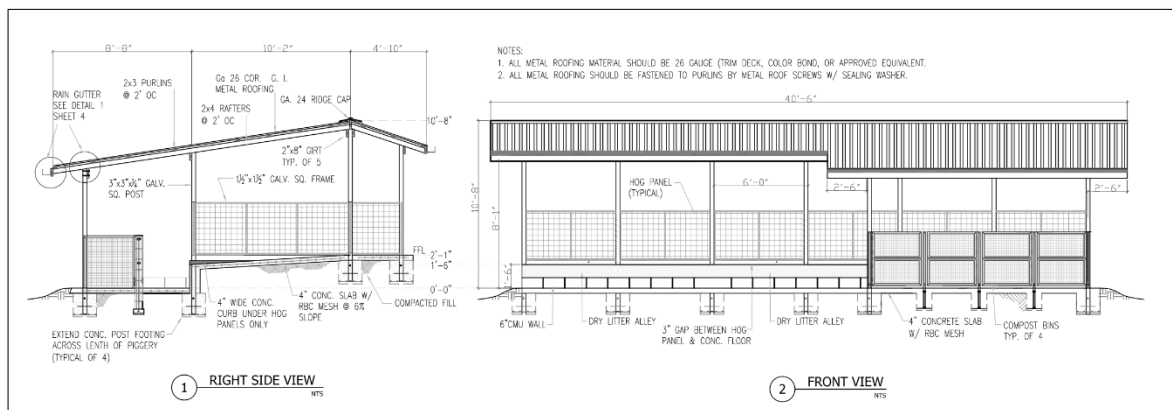 8'-8"
10'-2"
4'-10"
2x3 PURLINS
@ 2' OC
Ga 26 COR. G. I.
METAL ROOFING
RAIN GUTTER
SEE DETAIL 1
SHEET 4
2x4 RAFTERS
@ 2' OC
GA. 24 RIDGE CAP
10'-8"
2"x8" GIRT
TYP. OF 5
3"x3"x¼" GALV.
SQ. POST
1½"x1½" GALV. SQ. FRAME
FFL
2'-1"
1'-6"
0'-0"
4" WIDE CONC.
CURB UNDER HOG
PANELS ONLY
4" CONC. SLAB W/
RBC MESH @ 6%
SLOPE
COMPACTED FILL
EXTEND CONC. POST FOOTING
ACROSS LENTH OF PIGGERY
(TYPICAL OF 4)
1 RIGHT SIDE VIEW
NTS
NOTES:
1. ALL METAL ROOFING MATERIAL SHOULD BE 26 GAUGE (TRIM DECK, COLOR BOND, OR APPROVED EQUIVALENT.
2. ALL METAL ROOFING SHOULD BE FASTENED TO PURLINS BY METAL ROOF SCREWS W/ SEALING WASHER.
40'-6"
10'-8"
8'-1"
HOG PANEL
(TYPICAL)
6'-0"
2'-6"
2'-6"
6"CMU WALL
DRY LITTER ALLEY
3" GAP BETWEEN HOG
PANEL & CONC. FLOOR
DRY LITTER ALLEY
4" CONCRETE SLAB
W/ RBC MESH
COMPOST BINS
TYP. OF 4
2 FRONT VIEW
NTS